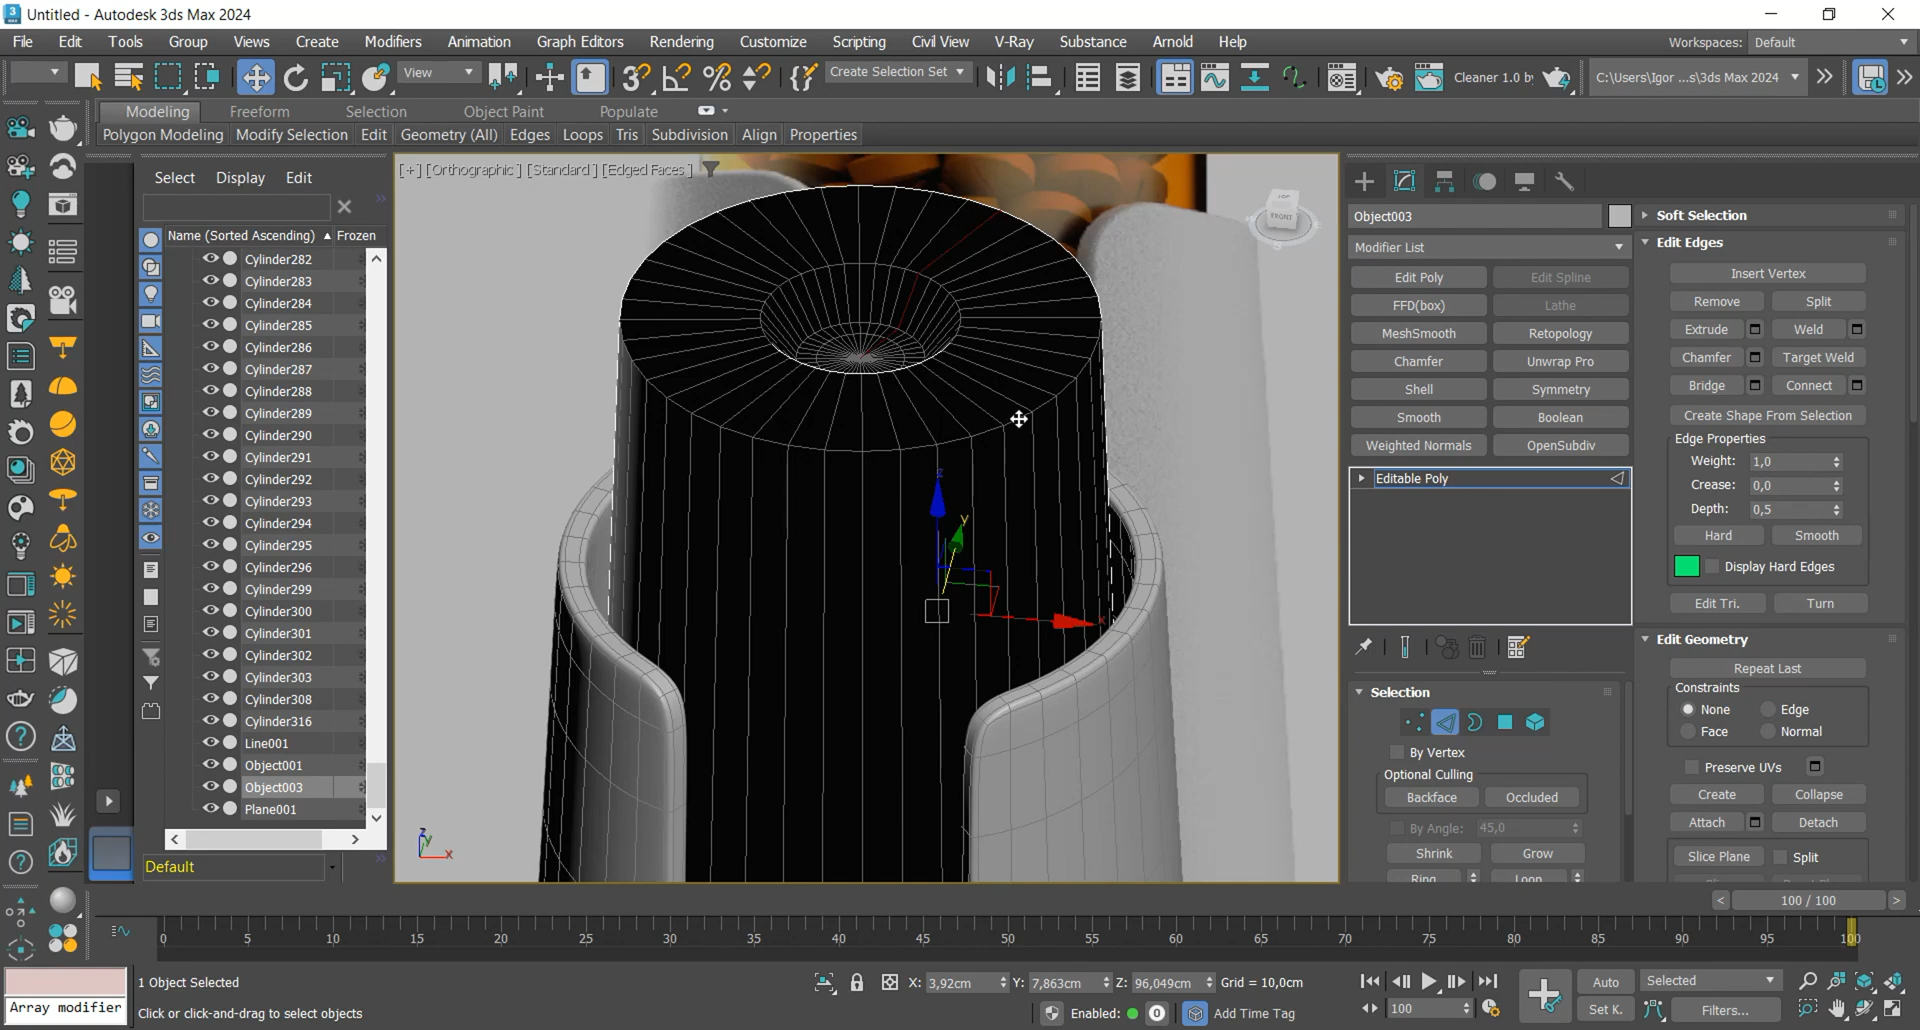 Untitled - Autodesk 3ds Max 2024
File Edit Tools Group Views Create Modifiers Animation Graph Editors Rendering Customize Scripting Civil View V-Ray Substance Arnold Help Workspaces: Default
View Create Selection Set Cleaner 1.0 C:\Users\Igor ...s\3ds Max 2024
Modeling Freeform Selection Object Paint Populate
Polygon Modeling Modify Selection Edit Geometry (All) Edges Loops Tris Subdivision Align Properties
Select Display Edit
Name (Sorted Ascending) Frozen
Cylinder282
Cylinder283
Cylinder284
Cylinder285
Cylinder286
Cylinder287
Cylinder288
Cylinder289
Cylinder290
Cylinder291
Cylinder292
Cylinder293
Cylinder294
Cylinder295
Cylinder296
Cylinder299
Cylinder300
Cylinder301
Cylinder302
Cylinder303
Cylinder308
Cylinder316
Line001
Object001
Object003
Plane001
Default
[+] [Orthographic ] [Standard ] [Edged Faces ]
TOP
FRONT
z
y
x
z
y
x
Object003
Modifier List
Edit Poly Edit Spline
FFD(box) Lathe
MeshSmooth Retopology
Chamfer Unwrap Pro
Shell Symmetry
Smooth Boolean
Weighted Normals OpenSubdiv
Editable Poly
Selection
By Vertex
Optional Culling
Backface Occluded
By Angle: 45,0
Shrink Grow
Ring Loop
Soft Selection
Edit Edges
Insert Vertex
Remove Split
Extrude Weld
Chamfer Target Weld
Bridge Connect
Create Shape From Selection
Edge Properties
Weight: 1,0
Crease: 0,0
Depth: 0,5
Hard Smooth
Display Hard Edges
Edit Tri. Turn
Edit Geometry
Repeat Last
Constraints
None Edge
Face Normal
Preserve UVs
Create Collapse
Attach Detach
Slice Plane Split
< 100 / 100 >
0 5 10 15 20 25 30 35 40 45 50 55 60 65 70 75 80 85 90 95 100
Array modifier
1 Object Selected
Click or click-and-drag to select objects
X: 3,92cm Y: 7,863cm Z: 96,049cm Grid = 10,0cm
Enabled: 0 Add Time Tag
100
Auto Selected
Set K. Filters...